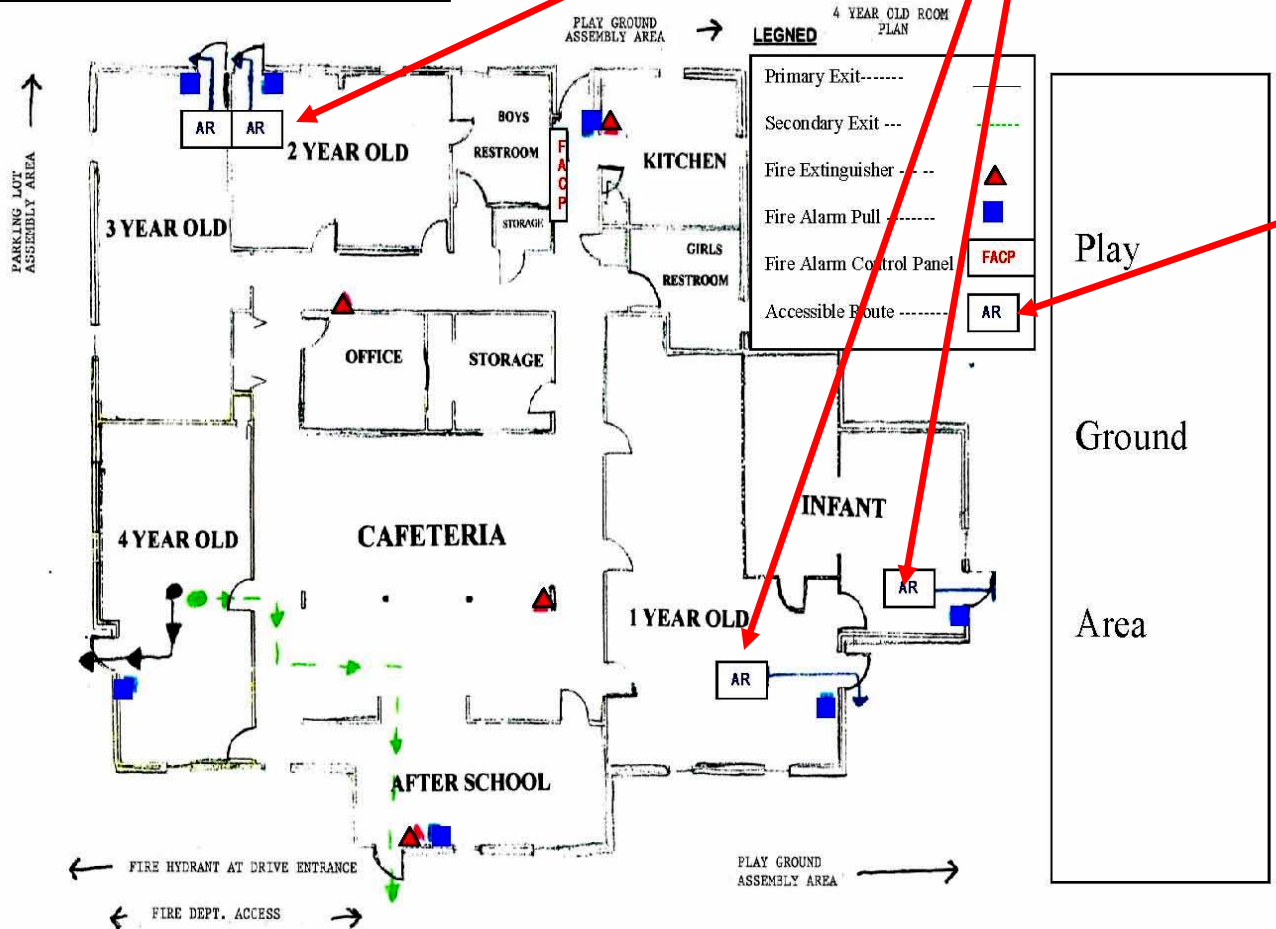 PLAY GROUND
ASSEMBLY AREA
4 YEAR OLD ROOM
PLAN
LEGNED
Primary Exit-------
Secondary Exit ---
Fire Extinguisher -----
Fire Alarm Pull --------
Fire Alarm Control Panel FACP
Accessible Route -------- AR
PARKING LOT
ASSEMBLY AREA
AR AR
2 YEAR OLD
BOYS
RESTROOM
FACP
KITCHEN
STORAGE
3 YEAR OLD
GIRLS
RESTROOM
OFFICE
STORAGE
Play
Ground
Area
INFANT
AR
4 YEAR OLD
CAFETERIA
1 YEAR OLD
AR
AFTER SCHOOL
FIRE HYDRANT AT DRIVE ENTRANCE
FIRE DEPT. ACCESS
PLAY GROUND
ASSEMBLY AREA